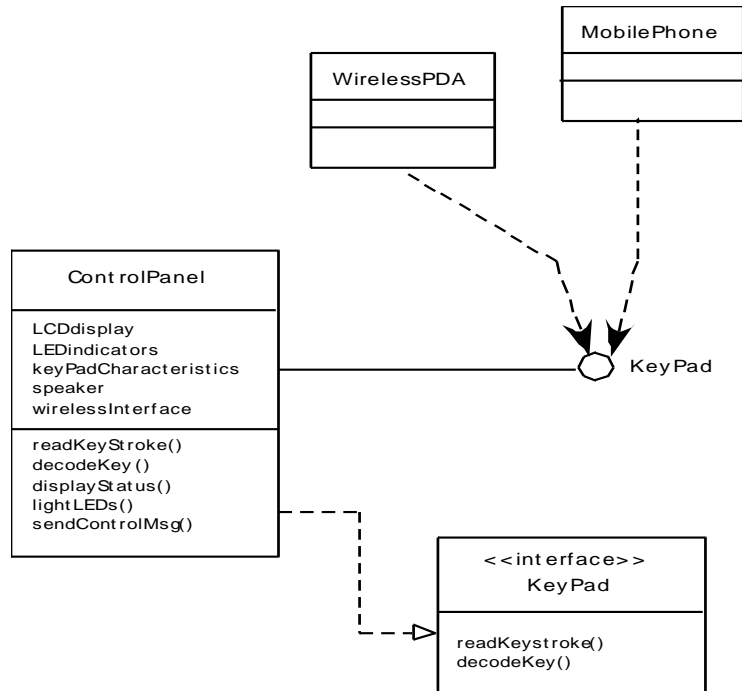 MobilePhone
WirelessPDA
ControlPanel
LCDdisplay
LEDindicators
keyPadCharacteristics
speaker
wirelessInterface
KeyPad
readKeyStroke()
decodeKey()
displayStatus()
lightLEDs()
sendControlMsg()
<<interface>>
KeyPad
readKeystroke()
decodeKey()